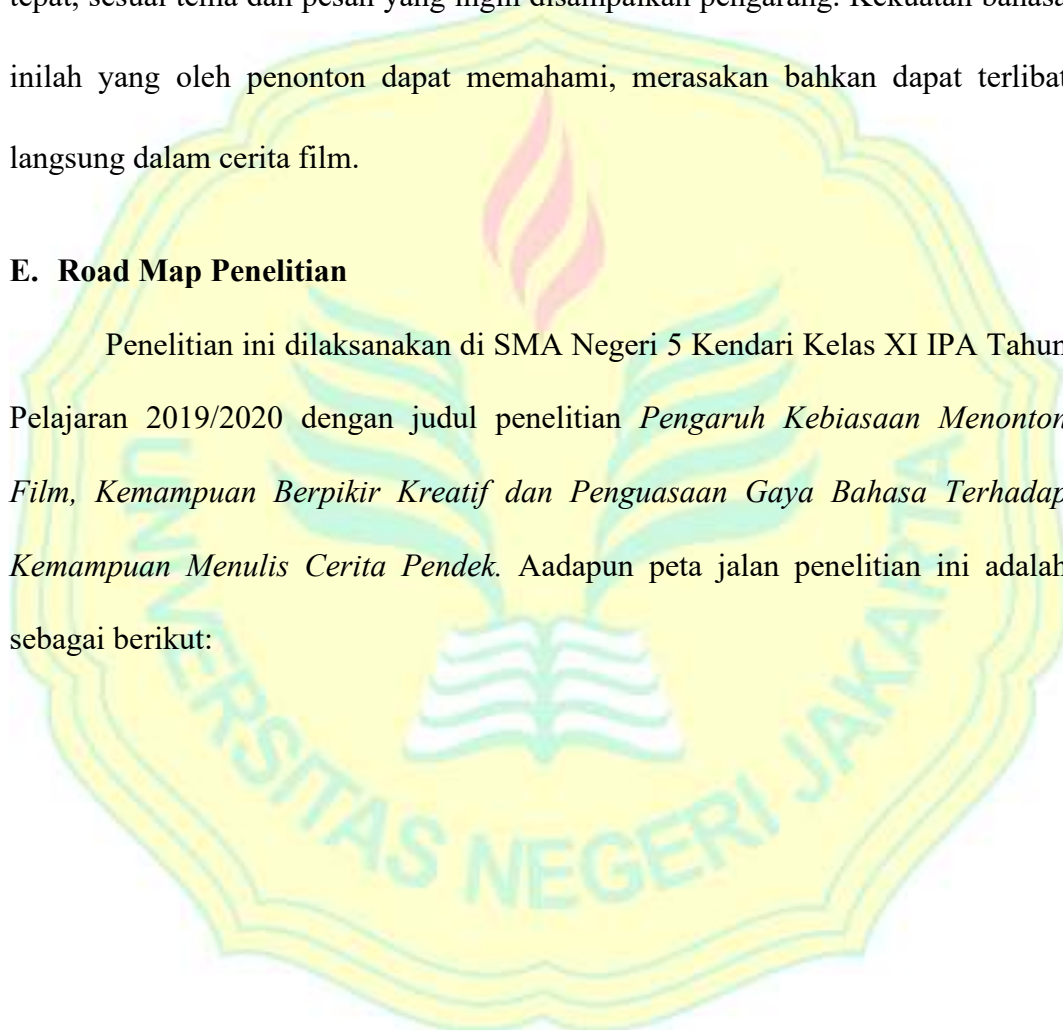 tepat, sesuai tema dan pesan yang ingin disampaikan pengarang. Kekuatan bahasa
inilah yang oleh penonton dapat memahami, merasakan bahkan dapat terlibat
langsung dalam cerita film.
E. Road Map Penelitian
Penelitian ini dilaksanakan di SMA Negeri 5 Kendari Kelas XI IPA Tahun
Pelajaran 2019/2020 dengan judul penelitian Pengaruh Kebiasaan Menonton
Film, Kemampuan Berpikir Kreatif dan Penguasaan Gaya Bahasa Terhadap
Kemampuan Menulis Cerita Pendek. Aadapun peta jalan penelitian ini adalah
sebagai berikut:
UNIVERSITAS NEGERI JAKARTA